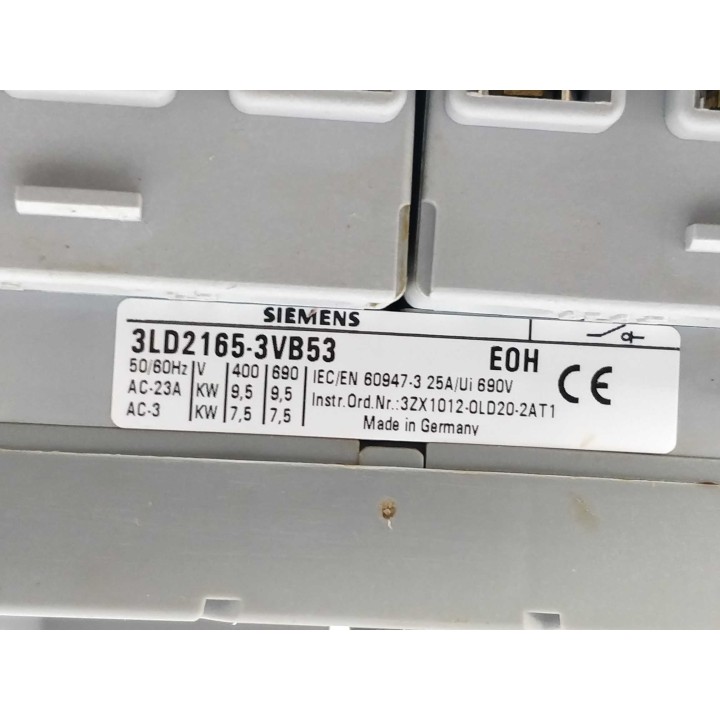 SIEMENS
3LD2165-3VB53 E0H
50/60Hz V 400 690 IEC/EN 60947-3 25A/Ui 690V CE
AC-23A KW 9,5 9,5 Instr.Ord.Nr.:3ZX1012-0LD20-2AT1
AC-3 KW 7,5 7,5 Made in Germany